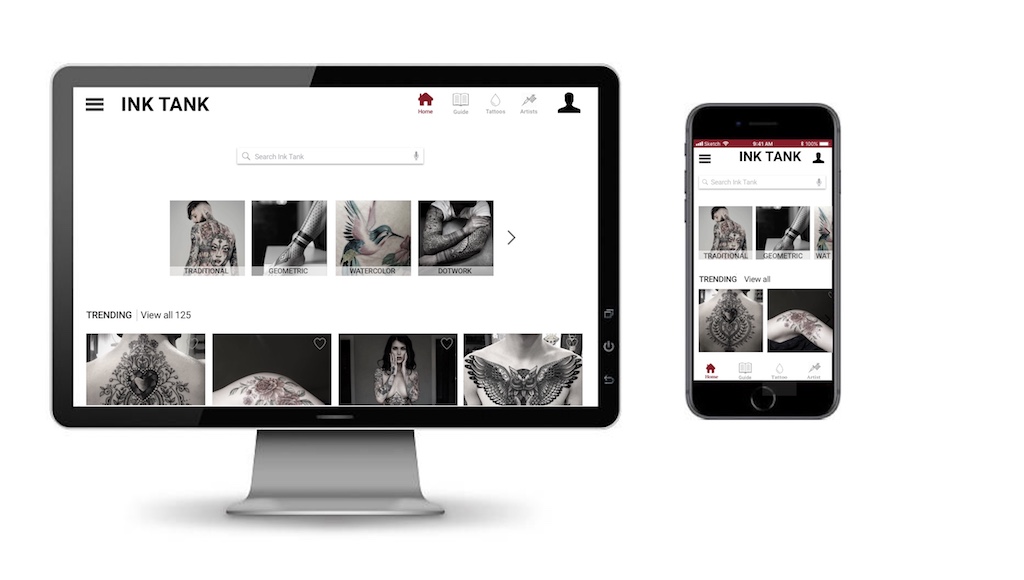 INK TANK
Home Guide Tattoos Artists
Search Ink Tank
TRADITIONAL GEOMETRIC WATERCOLOR DOTWORK
TRENDING View all 125
Sketch 9:41 AM 100%
INK TANK
Search Ink Tank
TRADITIONAL GEOMETRIC WAT
TRENDING View all
Home Guide Tattoo Artist